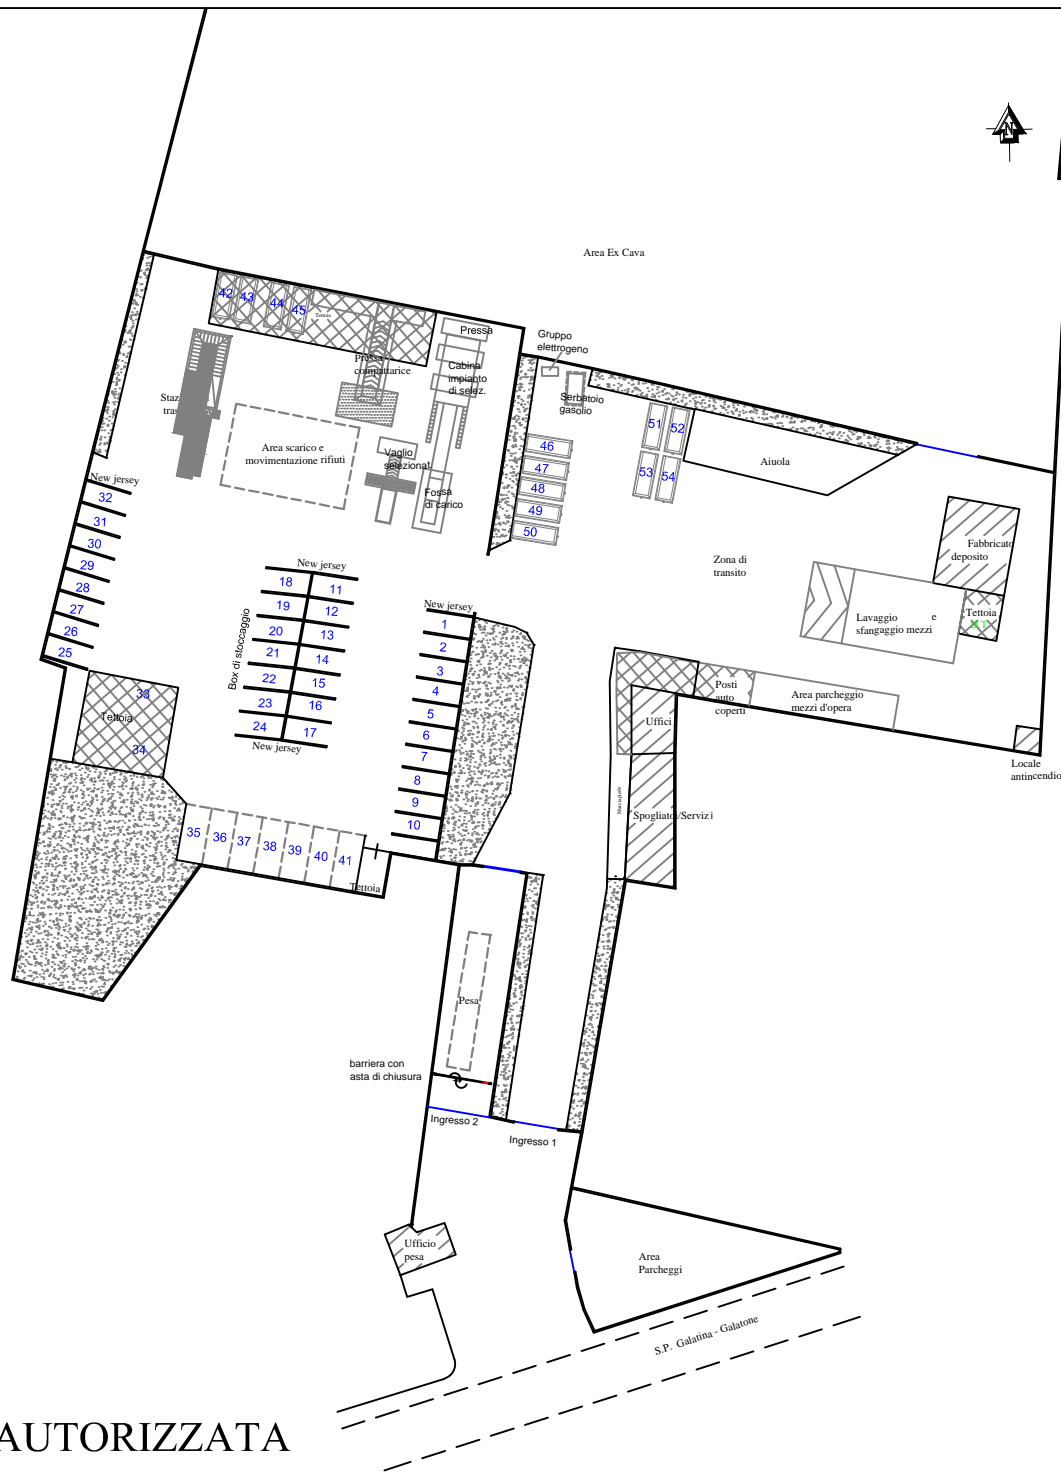 N
Area Ex Cava
42
43
44
45
Tettoia
Pressa
Gruppo
elettrogeno
Pressa
compattatrice
Cabina
impianto
di selez.
Serbatoio
gasolio
Area scarico e
movimentazione rifiuti
Vaglio
Fossa
di carico
51
52
53
54
46
47
48
49
50
Aiuola
New jersey
32
31
30
29
28
27
26
25
New jersey
18
11
19
12
20
13
21
14
22
15
23
16
24
17
New jersey
Box di stoccaggio
New jersey
1
2
3
4
5
6
7
8
9
10
Zona di
transito
Fabbricato
deposito
Tettoia
Lavaggio e
sfangaggio mezzi
Posti
auto
coperti
Area parcheggio
mezzi d'opera
Uffici
Locale
antincendio
Marciapiede
Spogliatoi/Servizi
33
Tettoia
34
35
36
37
38
39
40
41
Tettoia
Pesa
barriera con
asta di chiusura
Ingresso 2
Ingresso 1
Ufficio
pesa
Area
Parcheggi
S.P. Galatina - Galatone
AUTORIZZATA